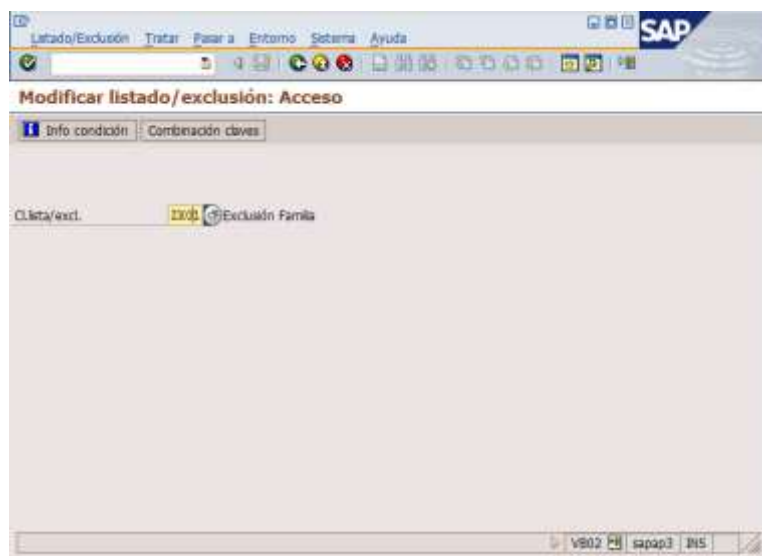 Listado/Exclusión Tratar Pasar a Entorno Sistema Ayuda
SAP
Modificar listado/exclusión: Acceso
Info condición Combinación claves
Cl.lista/excl. Exclusión Familia
VB02 sapap3 INS